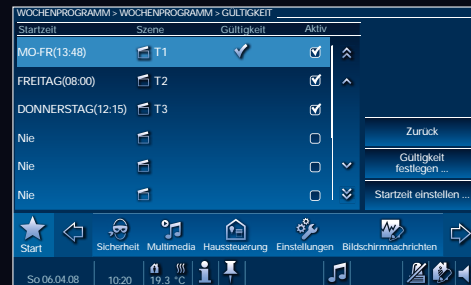 WOCHENPROGRAMM > WOCHENPROGRAMM > GÜLTIGKEIT
Startzeit Szene Gültigkeit Aktiv
MO-FR(13:48) T1
FREITAG(08:00) T2
DONNERSTAG(12:15) T3
Nie
Nie
Nie
Zurück
Gültigkeit
festlegen ...
Startzeit einstellen ...
Start Sicherheit Multimedia Haussteuerung Einstellungen Bildschirmnachrichten
So 06.04.08 10:20 19.3 °C